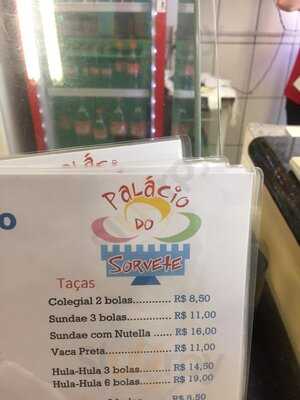 Palácio
DO
SORVETE
Taças
Colegial 2 bolas............ R$ 8,50
Sundae 3 bolas............. R$ 11,00
Sundae com Nutella ...... R$ 16,00
Vaca Preta.................. R$ 11,00
Hula-Hula 3 bolas......... R$ 14,50
Hula-Hula 6 bolas......... R$ 19,00